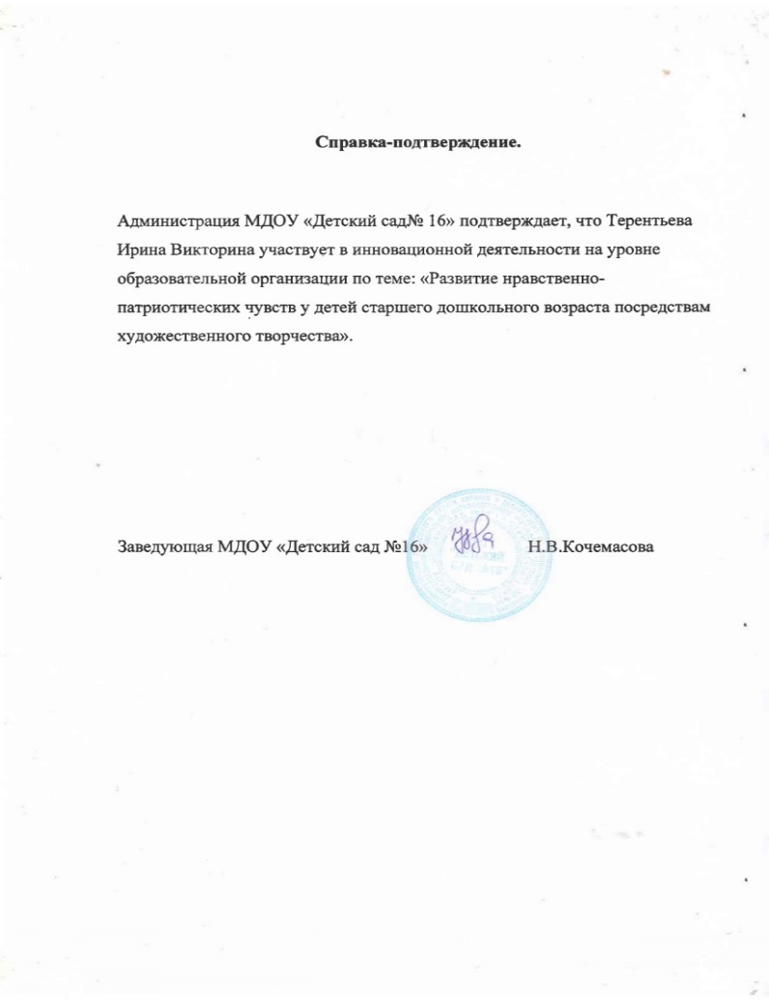 Справка-подтверждение.
Администрация МДОУ «Детский сад№ 16» подтверждает, что Терентьева
Ирина Викторина участвует в инновационной деятельности на уровне
образовательной организации по теме: «Развитие нравственно-
патриотических чувств у детей старшего дошкольного возраста посредствам
художественного творчества».
Заведующая МДОУ «Детский сад №16» Н.В.Кочемасова